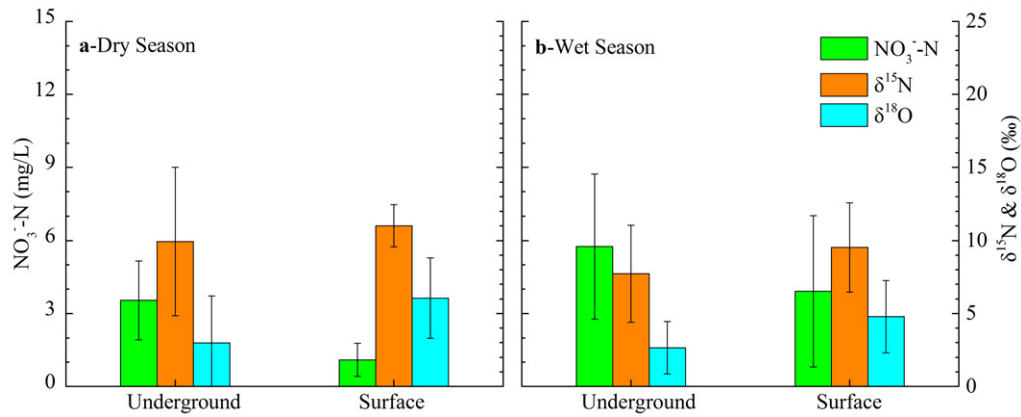 a-Dry Season
b-Wet Season
NO₃⁻-N
δ¹⁵N
δ¹⁸O
NO₃⁻-N (mg/L)
15
12
9
6
3
0
25
20
15
10
5
0
δ¹⁵N & δ¹⁸O (‰)
Underground
Surface
Underground
Surface